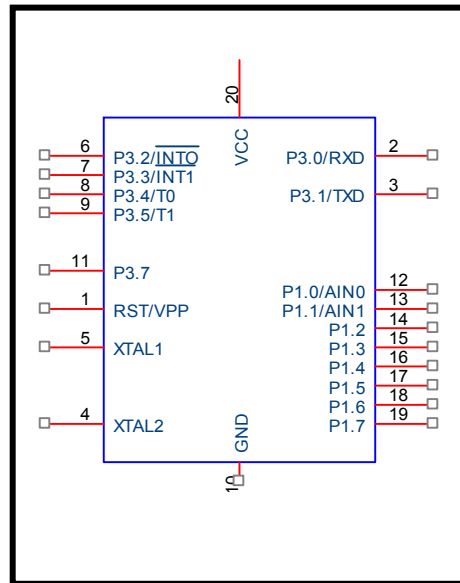 20
VCC
6 P3.2/INTO
7 P3.3/INT1
8 P3.4/T0
9 P3.5/T1
11 P3.7
1 RST/VPP
5 XTAL1
4 XTAL2
P3.0/RXD 2
P3.1/TXD 3
P1.0/AIN0 12
P1.1/AIN1 13
P1.2 14
P1.3 15
P1.4 16
P1.5 17
P1.6 18
P1.7 19
GND
10